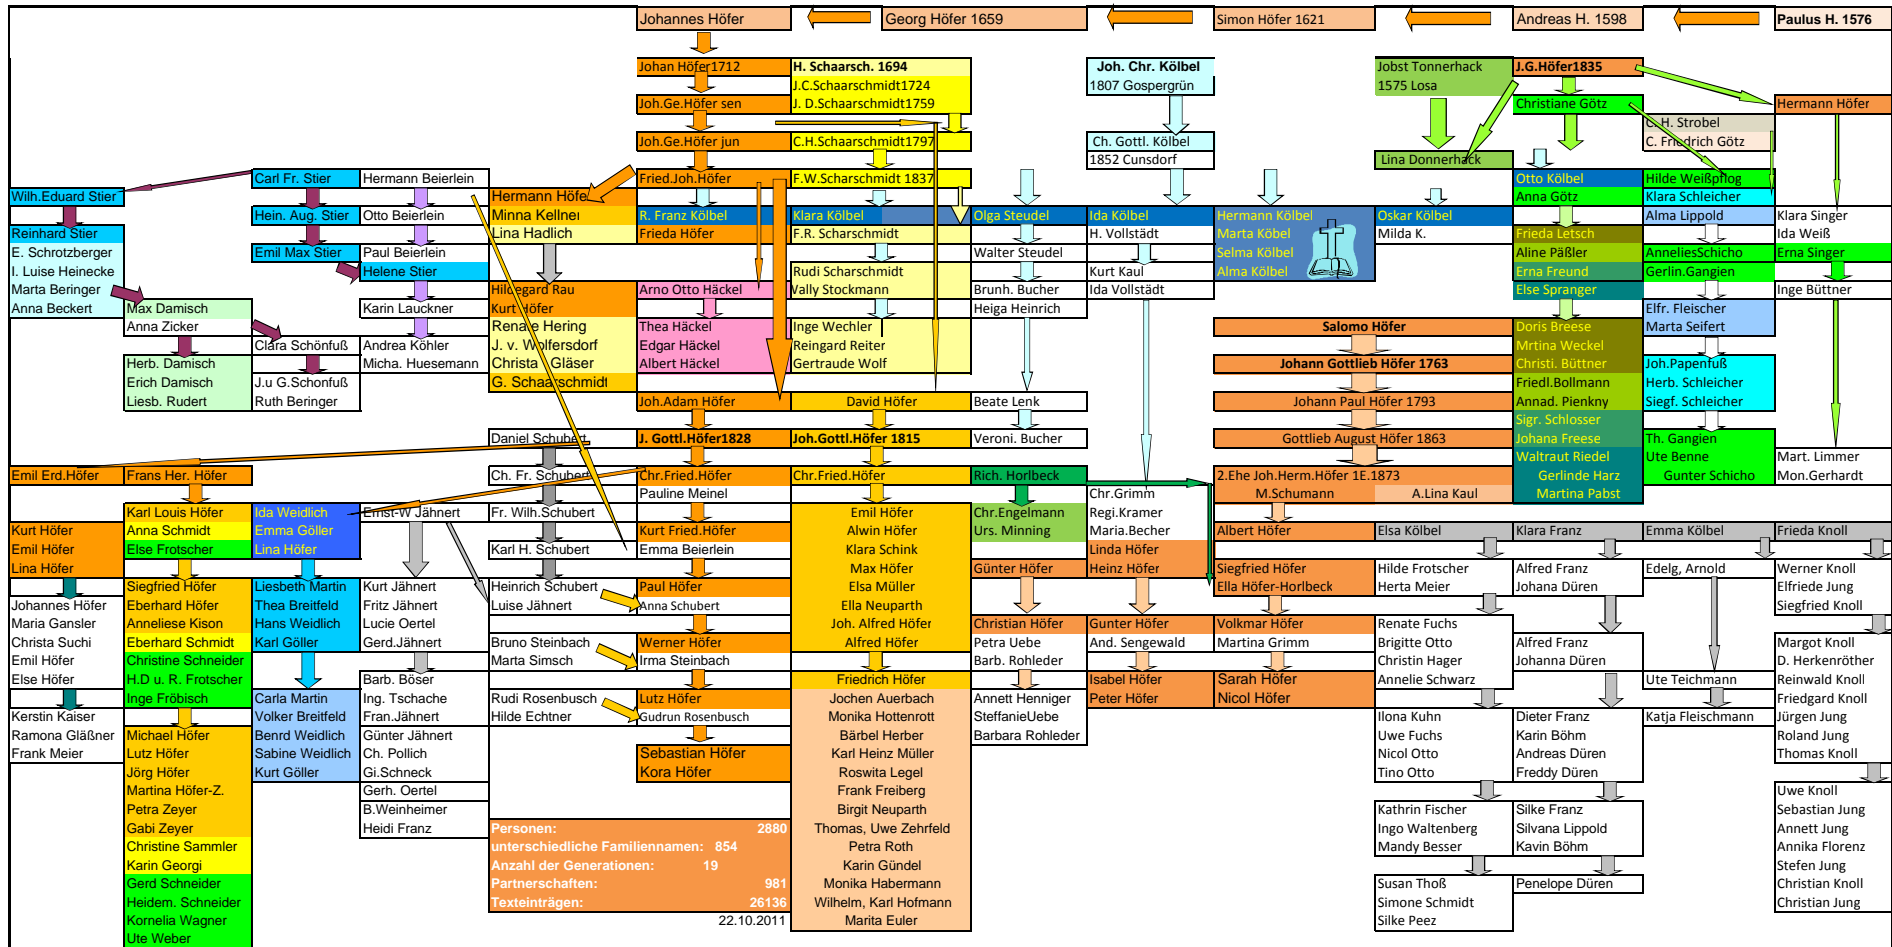 Johannes Höfer
Georg Höfer 1659
Simon Höfer 1621
Andreas H. 1598
Paulus H. 1576
Johan Höfer1712
Joh.Ge.Höfer sen
Joh.Ge.Höfer jun
Fried.Joh.Höfer
H. Schaarsch. 1694
J.C.Schaarschmidt1724
J. D.Schaarschmidt1759
C.H.Schaarschmidt1797
F.W.Scharschmidt 1837
Joh. Chr. Kölbel
1807 Gospergrün
Ch. Gottl. Kölbel
1852 Cunsdorf
Jobst Tonnerhack
1575 Losa
Lina Donnerhack
J.G.Höfer1835
Christiane Götz
Hermann Höfer
C. H. Strobel
C. Friedrich Götz
Wilh.Eduard Stier
Reinhard Stier
E. Schrotzberger
I. Luise Heinecke
Marta Beringer
Anna Beckert
Max Damisch
Anna Zicker
Herb. Damisch
Erich Damisch
Liesb. Rudert
Carl Fr. Stier
Hein. Aug. Stier
Emil Max Stier
Clara Schönfuß
J.u G.Schonfuß
Ruth Beringer
Hermann Beierlein
Otto Beierlein
Paul Beierlein
Helene Stier
Karin Lauckner
Andrea Köhler
Micha. Huesemann
Hermann Höfe
Minna Kellner
Lina Hadlich
Hildegard Rau
Kurt Höfer
Renate Hering
J. v. Wolfersdorf
Christa Gläser
G. Schaarschmidt
R. Franz Kölbel
Frieda Höfer
Arno Otto Häckel
Thea Häckel
Edgar Häckel
Albert Häckel
Klara Kölbel
F.R. Scharschmidt
Rudi Scharschmidt
Wally Stockmann
Inge Wechler
Reingard Reiter
Gertraude Wolf
Olga Steudel
Walter Steudel
Brunh. Bucher
Heiga Heinrich
Beate Lenk
Veroni. Bucher
Ida Kölbel
H. Vollstädt
Kurt Kaul
Ida Vollstädt
Hermann Kölbel
Marta Köbel
Selma Kölbel
Alma Kölbel
Oskar Kölbel
Milda K.
Otto Kölbel
Anna Götz
Frieda Letsch
Aline Päßler
Erna Freund
Else Spranger
Doris Breese
Mrtina Weckel
Christi. Büttner
Friedl.Bollmann
Annad. Pienkny
Sigr. Schlosser
Johana Freese
Waltraut Riedel
Gerlinde Harz
Martina Pabst
Hilde Weißpflog
Klara Schleicher
Alma Lippold
AnneliesSchicho
Gerlin.Gangien
Elfr. Fleischer
Marta Seifert
Joh.Papenfuß
Herb. Schleicher
Siegf. Schleicher
Th. Gangien
Ute Benne
Gunter Schicho
Klara Singer
Ida Weiß
Erna Singer
Inge Büttner
Mart. Limmer
Mon.Gerhardt
Salomo Höfer
Johann Gottlieb Höfer 1763
Johann Paul Höfer 1793
Gottlieb August Höfer 1863
2.Ehe Joh.Herm.Höfer 1E.1873
M.Schumann
A.Lina Kaul
Joh.Adam Höfer
David Höfer
J. Gottl.Höfer1828
Joh.Gottl.Höfer 1815
Emil Erd.Höfer
Frans Her. Höfer
Kurt Höfer
Emil Höfer
Lina Höfer
Johannes Höfer
Maria Gansler
Christa Suchi
Emil Höfer
Else Höfer
Kerstin Kaiser
Ramona Gläßner
Frank Meier
Karl Louis Höfer
Anna Schmidt
Else Frotscher
Siegfried Höfer
Eberhard Höfer
Anneliese Kison
Eberhard Schmidt
Christine Schneider
H.D u. R. Frotscher
Inge Fröbisch
Michael Höfer
Lutz Höfer
Jörg Höfer
Martina Höfer-Z.
Petra Zeyer
Gabi Zeyer
Christine Sammler
Karin Georgi
Gerd Schneider
Heidem. Schneider
Kornelia Wagner
Ute Weber
Ida Weidlich
Emma Göller
Lina Höfer
Liesbeth Martin
Thea Breitfeld
Hans Weidlich
Karl Göller
Carla Martin
Volker Breitfeld
Benrd Weidlich
Sabine Weidlich
Kurt Göller
Ernst-W Jähnert
Kurt Jähnert
Fritz Jähnert
Lucie Oertel
Gerd.Jähnert
Barb. Böser
Ing. Tschache
Fran.Jähnert
Günter Jähnert
Ch. Pollich
Gi.Schneck
Gerh. Oertel
B.Weinheimer
Heidi Franz
Daniel Schubert
Ch. Fr. Schubert
Fr. Wilh.Schubert
Karl H. Schubert
Heinrich Schubert
Luise Jähnert
Bruno Steinbach
Marta Simsch
Rudi Rosenbusch
Hilde Echtner
Chr.Fried.Höfer
Pauline Meinel
Kurt Fried.Höfer
Emma Beierlein
Paul Höfer
Anna Schubert
Werner Höfer
Irma Steinbach
Lutz Höfer
Gudrun Rosenbusch
Sebastian Höfer
Kora Höfer
Chr.Fried.Höfer
Emil Höfer
Alwin Höfer
Klara Schink
Max Höfer
Elsa Müller
Ella Neuparth
Joh. Alfred Höfer
Alfred Höfer
Friedrich Höfer
Jochen Auerbach
Monika Hottenrott
Bärbel Herber
Karl Heinz Müller
Roswita Legel
Frank Freiberg
Birgit Neuparth
Thomas, Uwe Zehrfeld
Petra Roth
Karin Gündel
Monika Habermann
Wilhelm, Karl Hofmann
Marita Euler
Rich. Horlbeck
Chr.Engelmann
Urs. Minning
Günter Höfer
Christian Höfer
Petra Uebe
Barb. Rohleder
Annett Henniger
SteffanieUebe
Barbara Rohleder
Chr.Grimm
Regi.Kramer
Maria.Becher
Linda Höfer
Heinz Höfer
Gunter Höfer
And. Sengewald
Isabel Höfer
Peter Höfer
Albert Höfer
Siegfried Höfer
Ella Höfer-Horlbeck
Volkmar Höfer
Martina Grimm
Sarah Höfer
Nicol Höfer
Elsa Kölbel
Hilde Frotscher
Herta Meier
Renate Fuchs
Brigitte Otto
Christin Hager
Annelie Schwarz
Ilona Kuhn
Uwe Fuchs
Nicol Otto
Tino Otto
Kathrin Fischer
Ingo Waltenberg
Mandy Besser
Susan Thoß
Simone Schmidt
Silke Peez
Klara Franz
Alfred Franz
Johana Düren
Alfred Franz
Johanna Düren
Dieter Franz
Karin Böhm
Andreas Düren
Freddy Düren
Silke Franz
Silvana Lippold
Kavin Böhm
Penelope Düren
Emma Kölbel
Edelg, Arnold
Ute Teichmann
Katja Fleischmann
Frieda Knoll
Werner Knoll
Elfriede Jung
Siegfried Knoll
Margot Knoll
D. Herkenröther
Reinwald Knoll
Friedgard Knoll
Jürgen Jung
Roland Jung
Thomas Knoll
Uwe Knoll
Sebastian Jung
Annett Jung
Annika Florenz
Stefen Jung
Christian Knoll
Christian Jung
Personen: 2880
unterschiedliche Familiennamen: 854
Anzahl der Generationen: 19
Partnerschaften: 981
Texteinträgen: 26136
22.10.2011